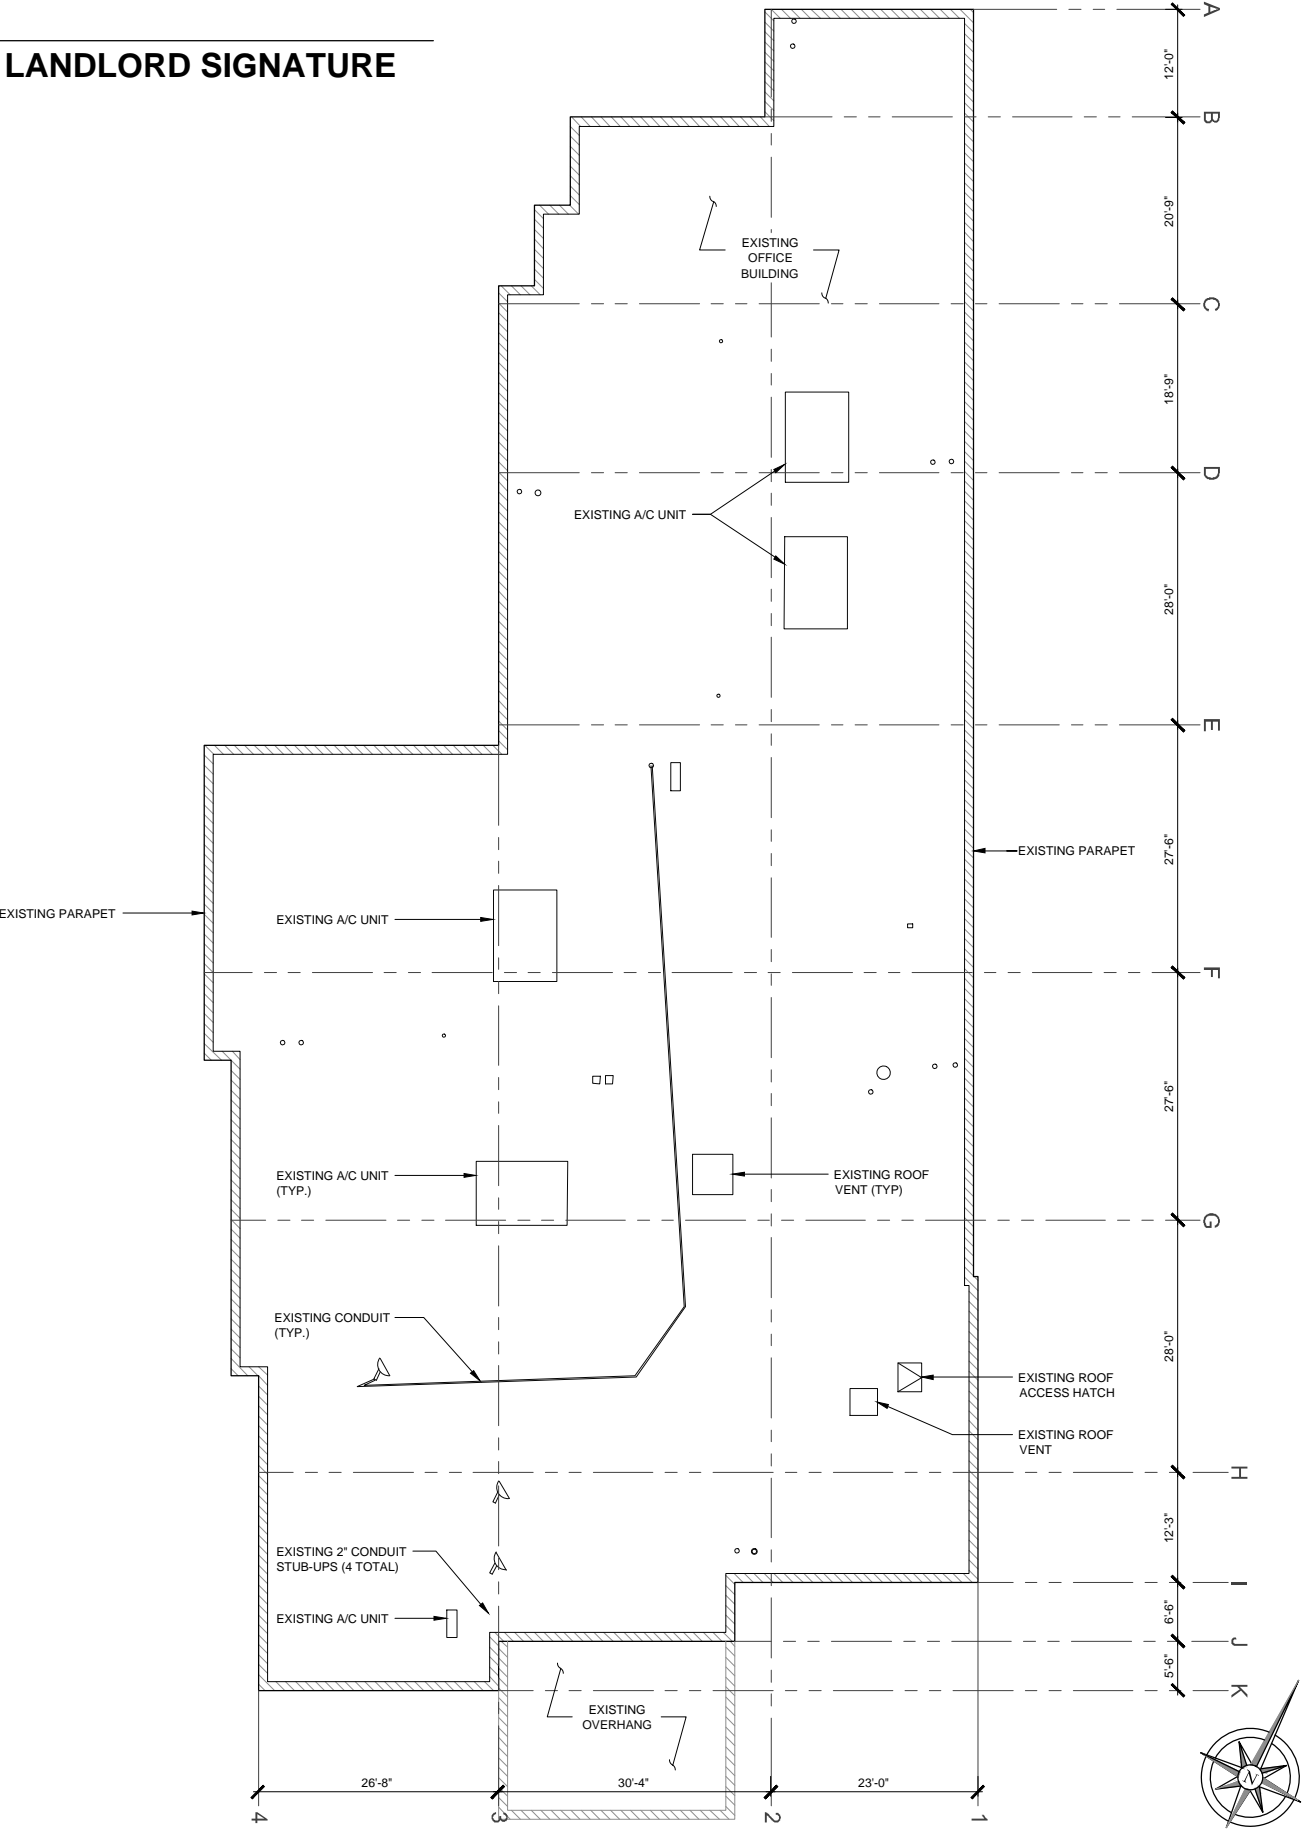 LANDLORD SIGNATURE
A
12'-0"
B
20'-9"
EXISTING
OFFICE
BUILDING
C
18'-9"
D
EXISTING A/C UNIT
28'-0"
E
EXISTING PARAPET
27'-6"
EXISTING PARAPET
EXISTING A/C UNIT
F
27'-6"
EXISTING A/C UNIT
(TYP.)
EXISTING ROOF
VENT (TYP)
G
EXISTING CONDUIT
(TYP.)
28'-0"
EXISTING ROOF
ACCESS HATCH
EXISTING ROOF
VENT
H
12'-3"
EXISTING 2" CONDUIT
STUB-UPS (4 TOTAL)
I
EXISTING A/C UNIT
6'-6"
J
5'-6"
K
EXISTING
OVERHANG
N
26'-8"
30'-4"
23'-0"
4
3
2
1